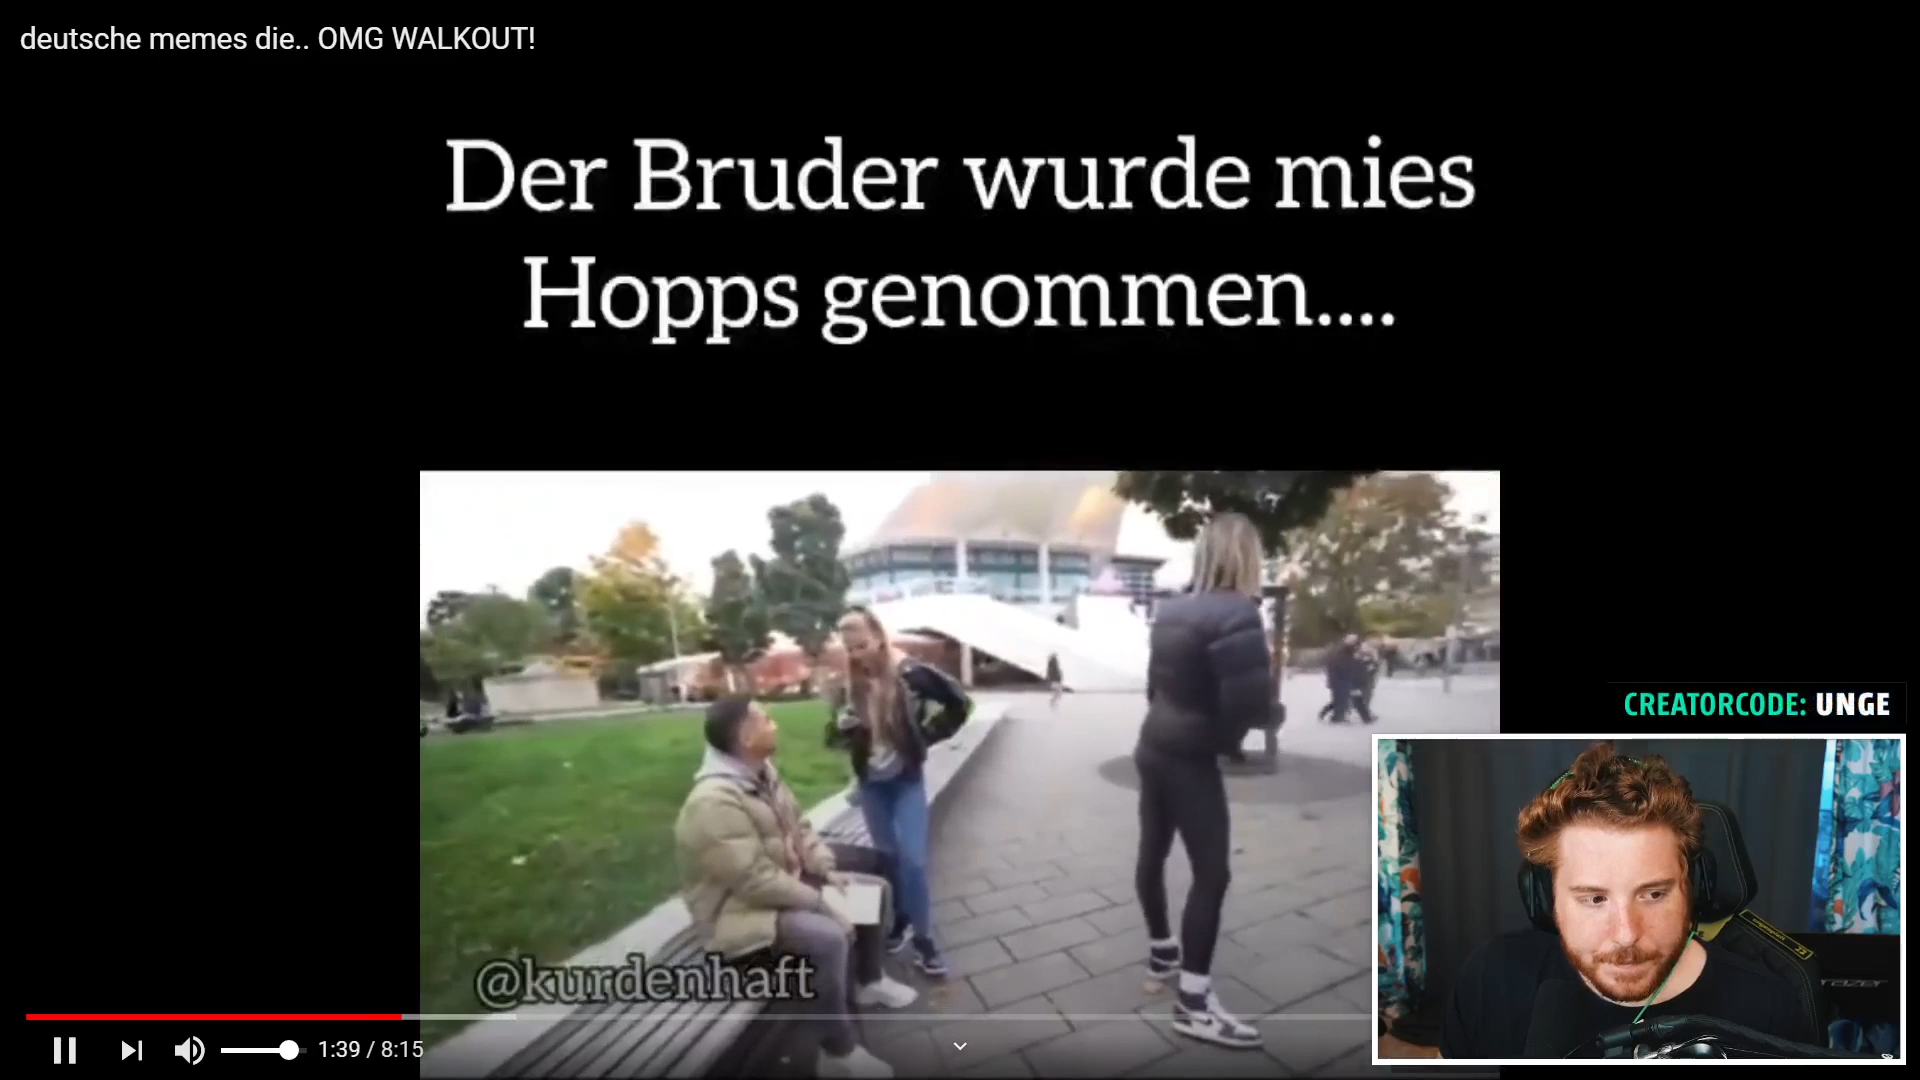 deutsche memes die.. OMG WALKOUT!
Der Bruder wurde mies
Hopps genommen....
CREATORCODE: UNGE
@kurdenhaft
1:39 / 8:15